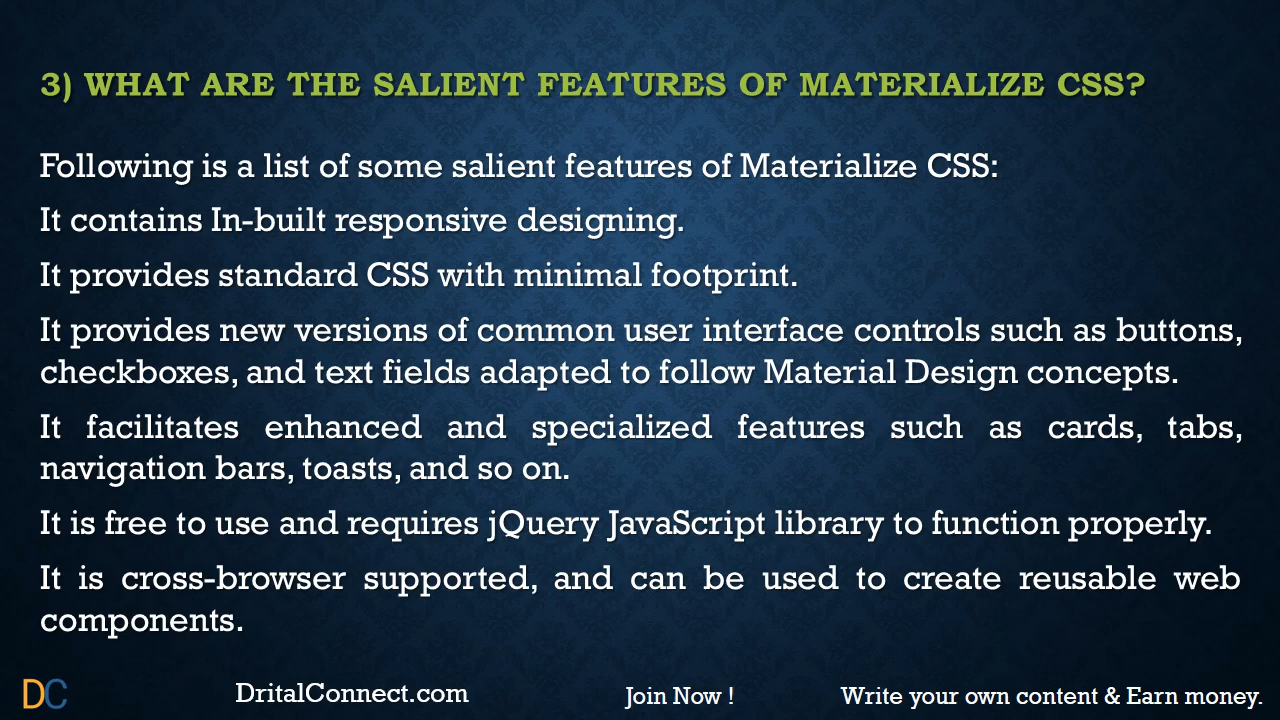 3) WHAT ARE THE SALIENT FEATURES OF MATERIALIZE CSS?
Following is a list of some salient features of Materialize CSS:
It contains In-built responsive designing.
It provides standard CSS with minimal footprint.
It provides new versions of common user interface controls such as buttons,
checkboxes, and text fields adapted to follow Material Design concepts.
It facilitates enhanced and specialized features such as cards, tabs,
navigation bars, toasts, and so on.
It is free to use and requires jQuery JavaScript library to function properly.
It is cross-browser supported, and can be used to create reusable web
components.
DC DritalConnect.com Join Now ! Write your own content & Earn money.